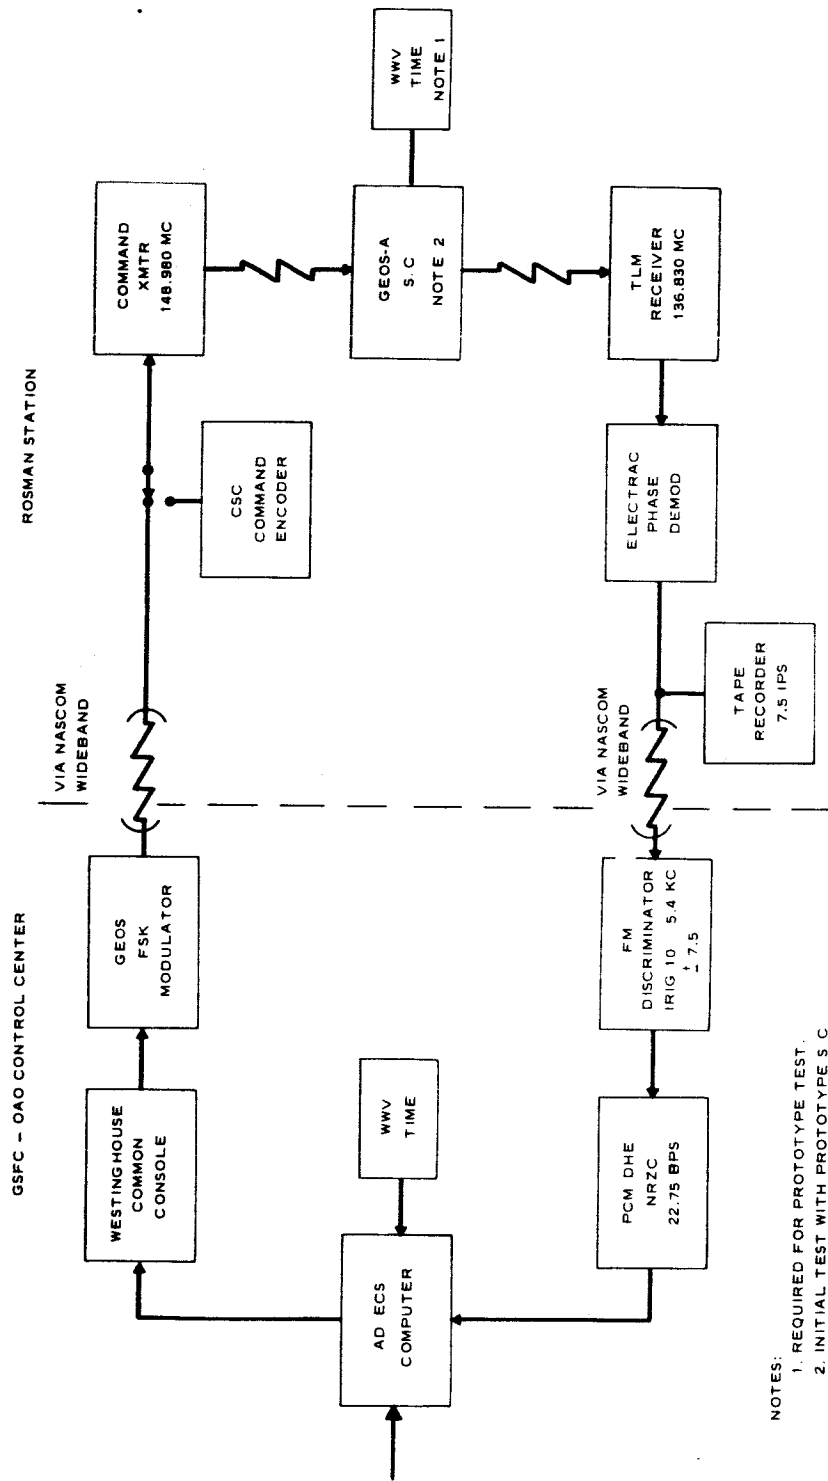 GSFC - OAO CONTROL CENTER
ROSMAN STATION
WESTINGHOUSE
COMMON
CONSOLE
GEOS
FSK
MODULATOR
VIA NASCOM
WIDEBAND
CSC
COMMAND
ENCODER
COMMAND
XMTR
148.980 MC
AD ECS
COMPUTER
WWV
TIME
GEOS-A
S.C
NOTE 2
WWV
TIME
NOTE 1
PCM DHE
NRZC
22.75 BPS
FM
DISCRIMINATOR
IRIG 10 5.4 KC
± 7.5
VIA NASCOM
WIDEBAND
TAPE
RECORDER
7.5 IPS
ELECTRAC
PHASE
DEMOD
TLM
RECEIVER
136.830 MC
NOTES:
1. REQUIRED FOR PROTOTYPE TEST.
2. INITIAL TEST WITH PROTOTYPE S C